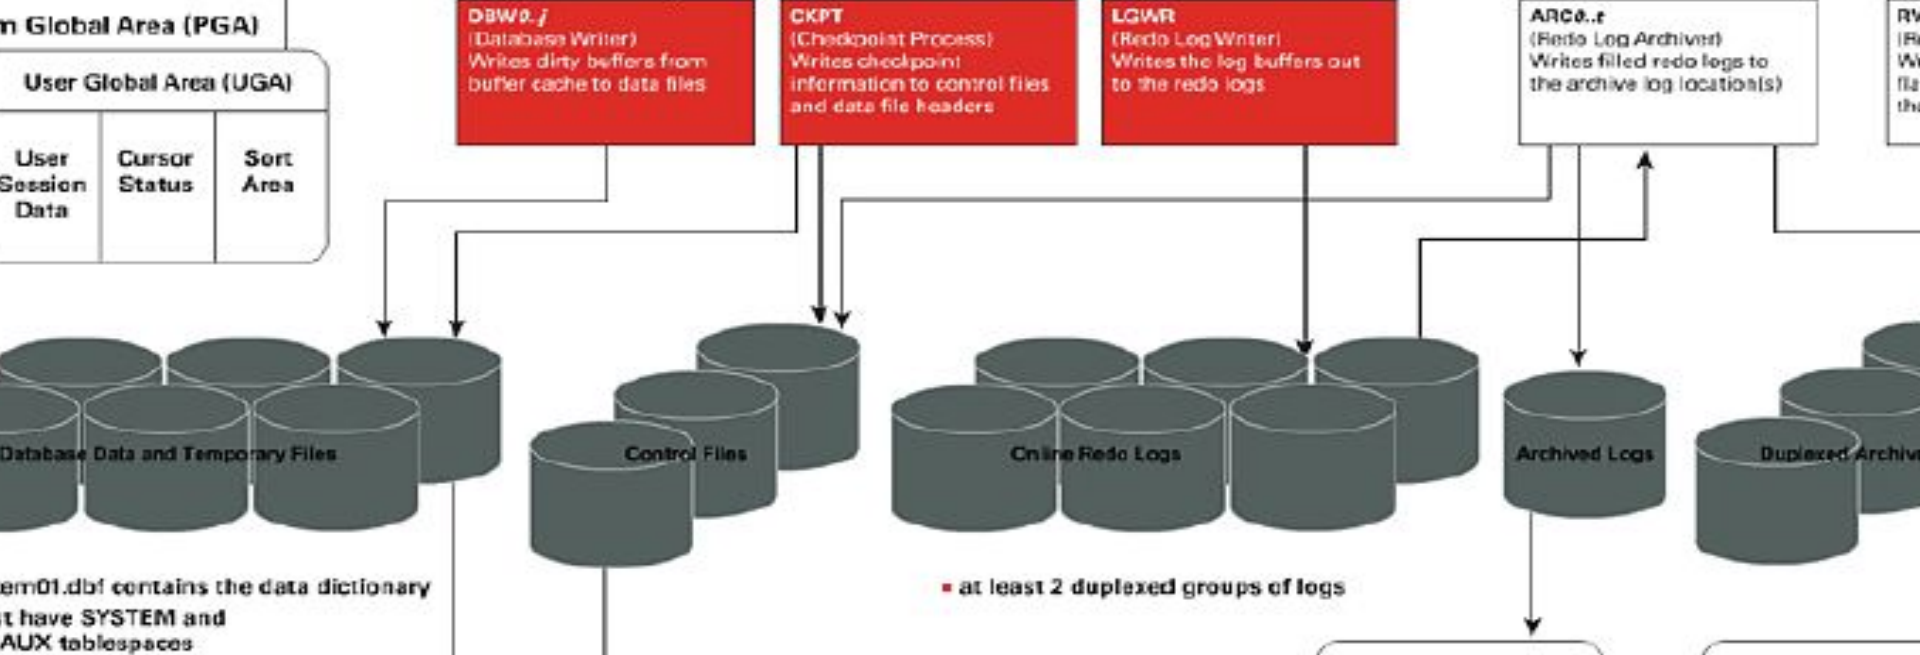 Global Area (PGA)
User Global Area (UGA)
User
Session
Data
Cursor
Status
Sort
Area
DBW0..j
(Database Writer)
Writes dirty buffers from
buffer cache to data files
CKPT
(Checkpoint Process)
Writes checkpoint
information to control files
and data file headers
LGWR
(Redo Log Writer)
Writes the log buffers out
to the redo logs
ARC0..t
(Redo Log Archiver)
Writes filled redo logs to
the archive log location(s)
Database Data and Temporary Files
Control Files
Online Redo Logs
Archived Logs
Duplexed
em01.dbf contains the data dictionary
have SYSTEM and
AUX tablespaces
▪ at least 2 duplexed groups of logs